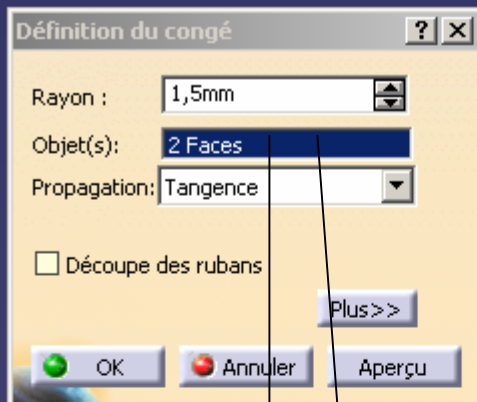 Définition du congé ? X
Rayon : 1,5mm
Objet(s): 2 Faces
Propagation: Tangence
Découpe des rubans
Plus>>
OK Annuler Aperçu